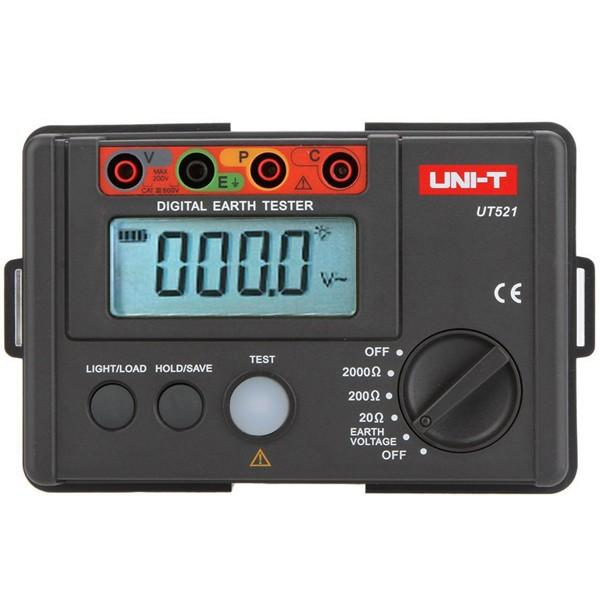 V P C
MAX 200V
E
CAT III 600V
UNI-T
DIGITAL EARTH TESTER
UT521
000.0 V~
CE
LIGHT/LOAD HOLD/SAVE TEST
OFF
2000Ω
200Ω
20Ω
EARTH
VOLTAGE
OFF